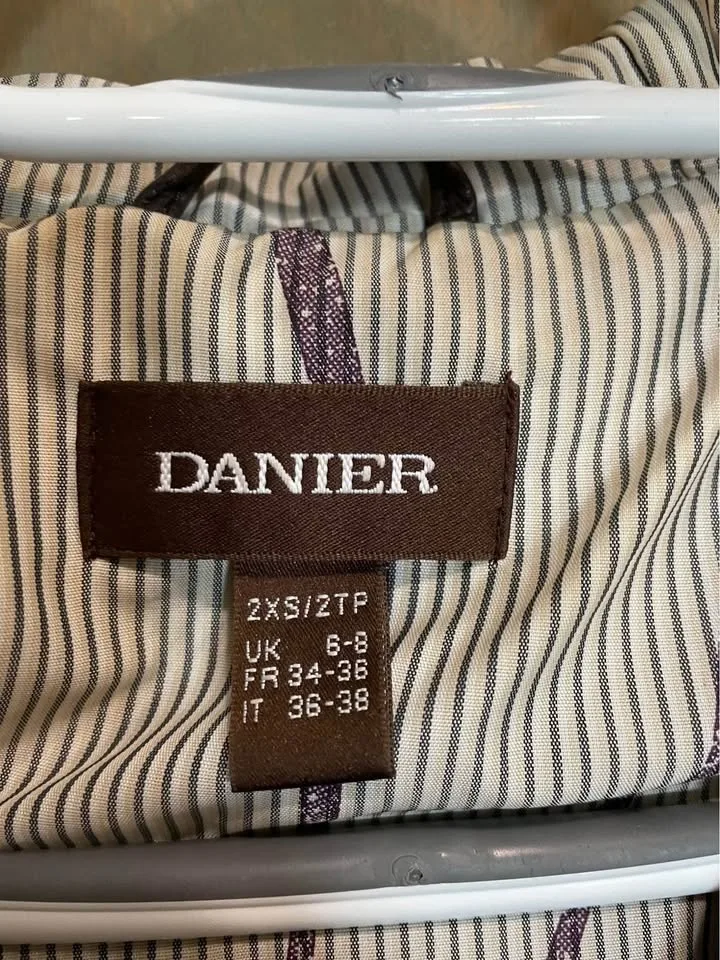 DANIER
2XS/2TP
UK 6-8
FR 34-36
IT 36-38